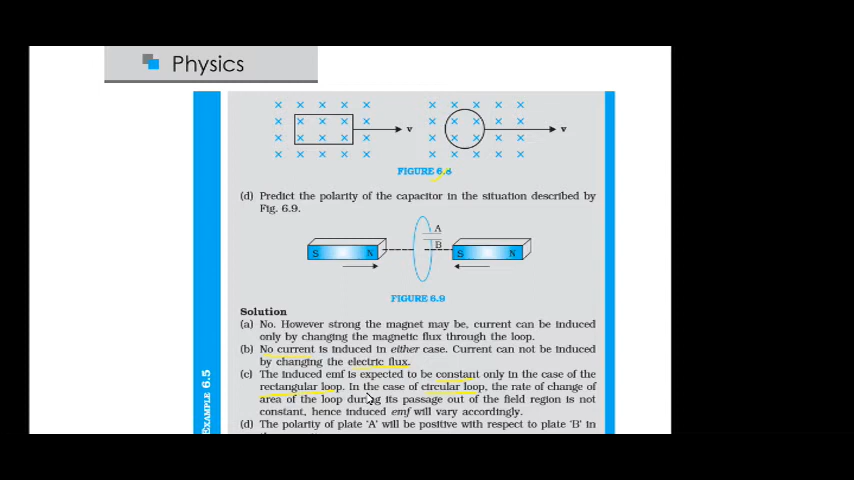 Physics
× × × × × × × × × ×
× × × × × v × × × × × v
× × × × × × × × × ×
× × × × × × × × × ×
FIGURE
(d) Predict the polarity of the capacitor in the situation described by
Fig. 6.9.
A
B
S N S N
FIGURE 6.9
Solution
(a) No. However strong the magnet may be, current can be induced
only by changing the magnetic flux through the loop.
(b) No current is induced in either case. Current can not be induced
by changing the electric flux.
(c) The induced emf is expected to be constant only in the case of the
rectangular loop. In the case of circular loop, the rate of change of
area of the loop during its passage out of the field region is not
constant, hence induced emf will vary accordingly.
(d) The polarity of plate 'A' will be positive with respect to plate 'B' in
EXAMPLE 6.5